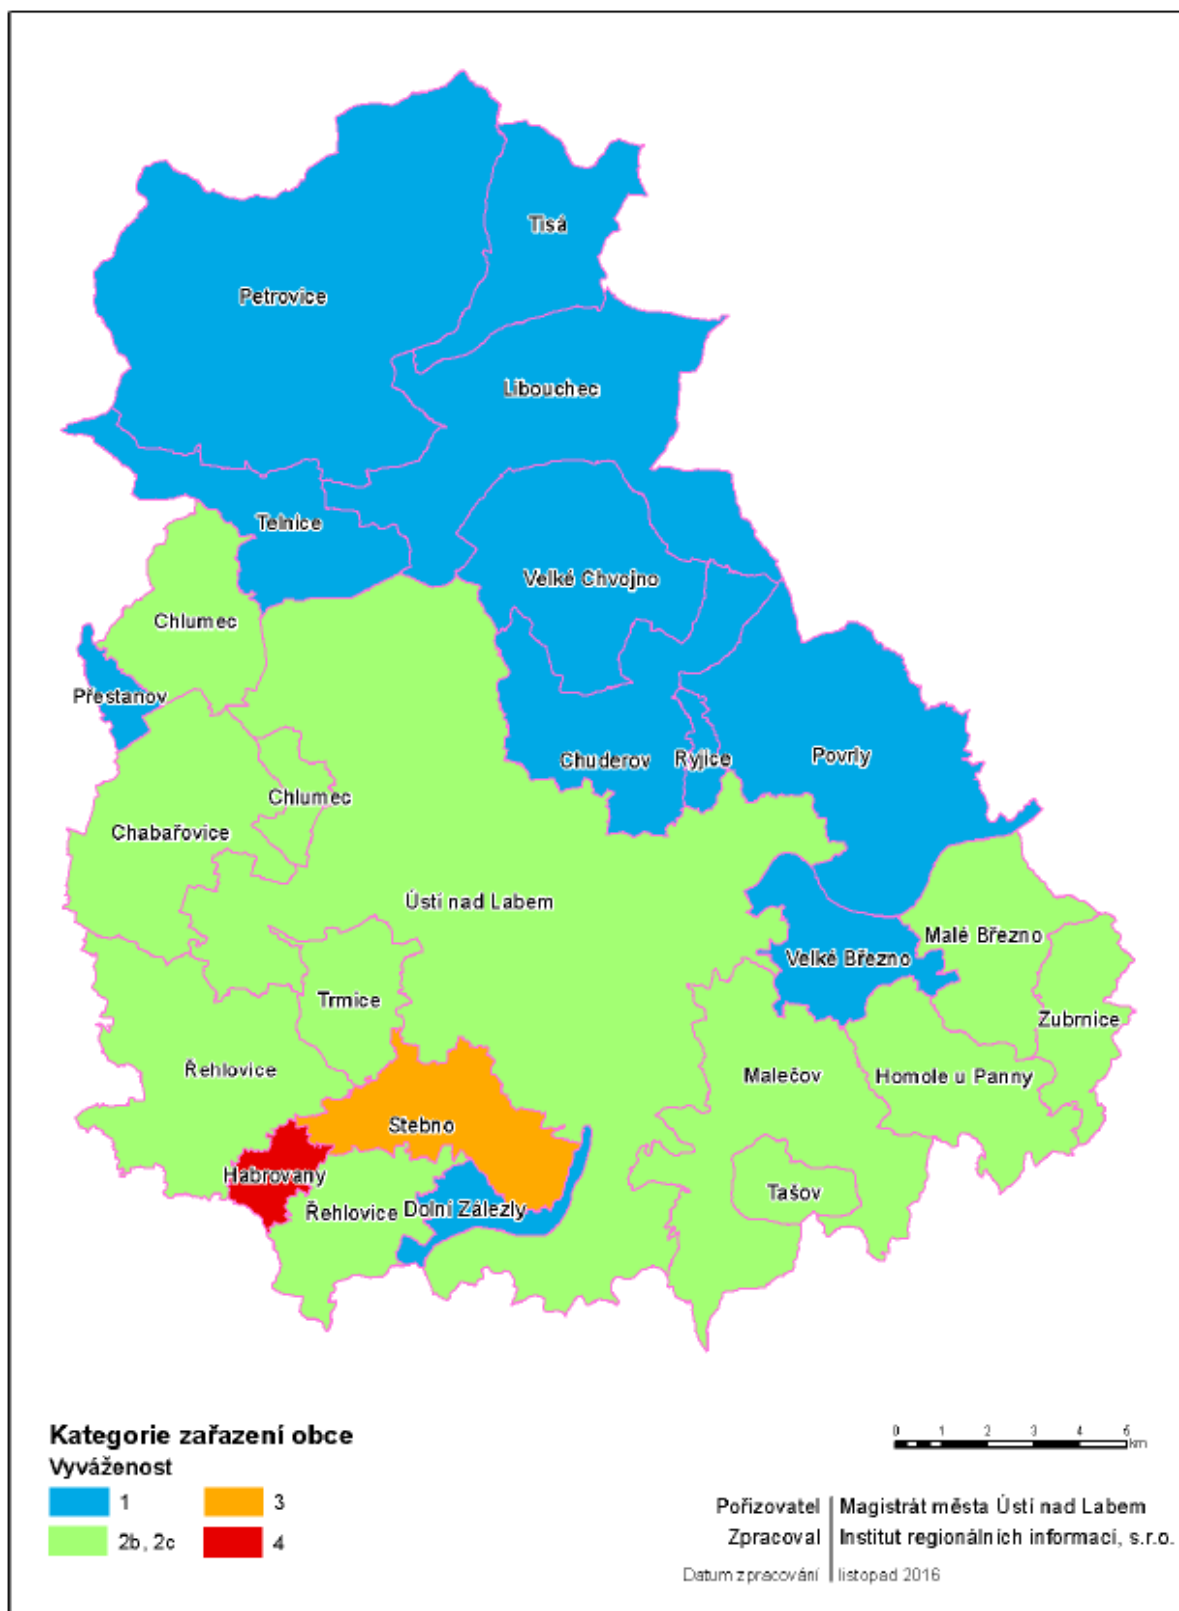 Tisá
Petrovice
Libouchec
Telnice
Velké Chvojno
Chlumec
Přestanov
Chuderov
Ryjice
Povrly
Chlumec
Chabařovice
Ústí nad Labem
Malé Březno
Velké Březno
Trmice
Zubrnice
Řehlovice
Malečov
Homole u Panny
Stebno
Habrovany
Tašov
Řehlovice
Dolní Zálezly
Kategorie zařazení obce
Vyváženost
1
3
2b, 2c
4
0 1 2 3 4 5
km
Pořizovatel Magistrát města Ústí nad Labem
Zpracoval Institut regionálních informací, s.r.o.
Datum zpracování listopad 2016